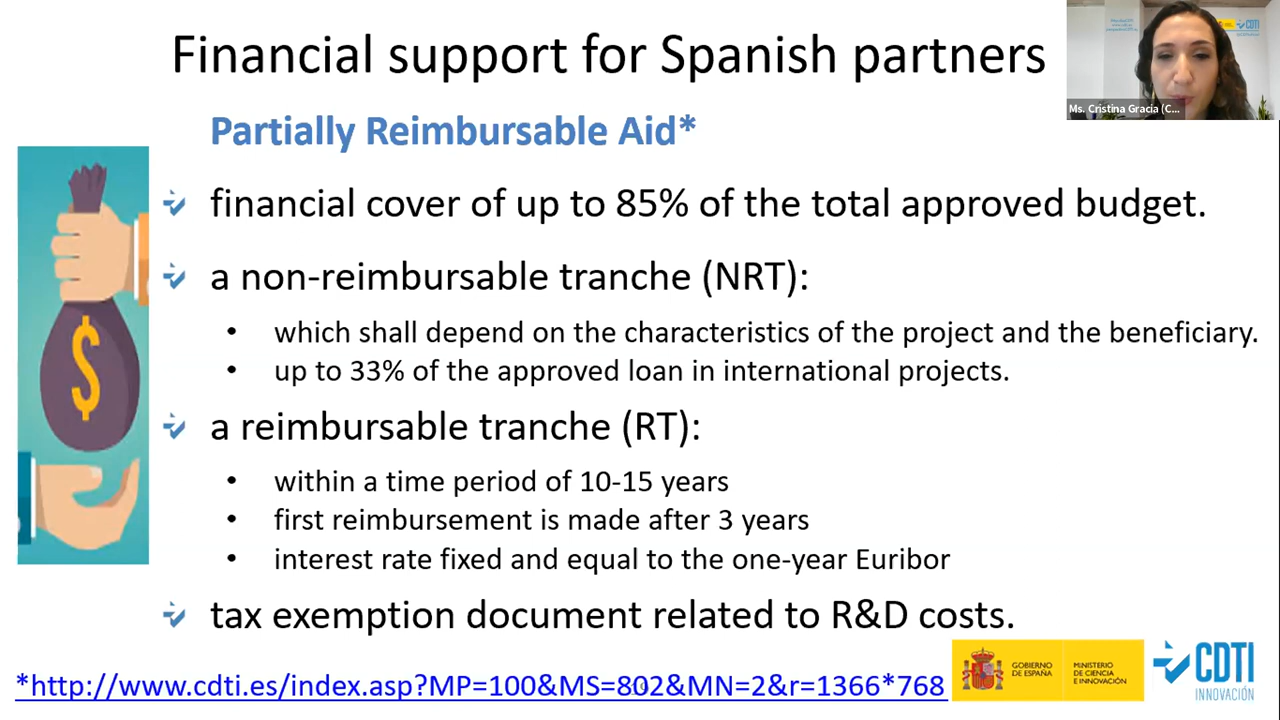 Financial support for Spanish partners
Ms. Cristina Gracia (C...
Partially Reimbursable Aid*
financial cover of up to 85% of the total approved budget.
a non-reimbursable tranche (NRT):
• which shall depend on the characteristics of the project and the beneficiary.
• up to 33% of the approved loan in international projects.
a reimbursable tranche (RT):
• within a time period of 10-15 years
• first reimbursement is made after 3 years
• interest rate fixed and equal to the one-year Euribor
tax exemption document related to R&D costs.
*http://www.cdti.es/index.asp?MP=100&MS=802&MN=2&r=1366*768
GOBIERNO
DE ESPAÑA
MINISTERIO
DE CIENCIA
E INNOVACIÓN
CDTI
INNOVACIÓN
$
CDTI